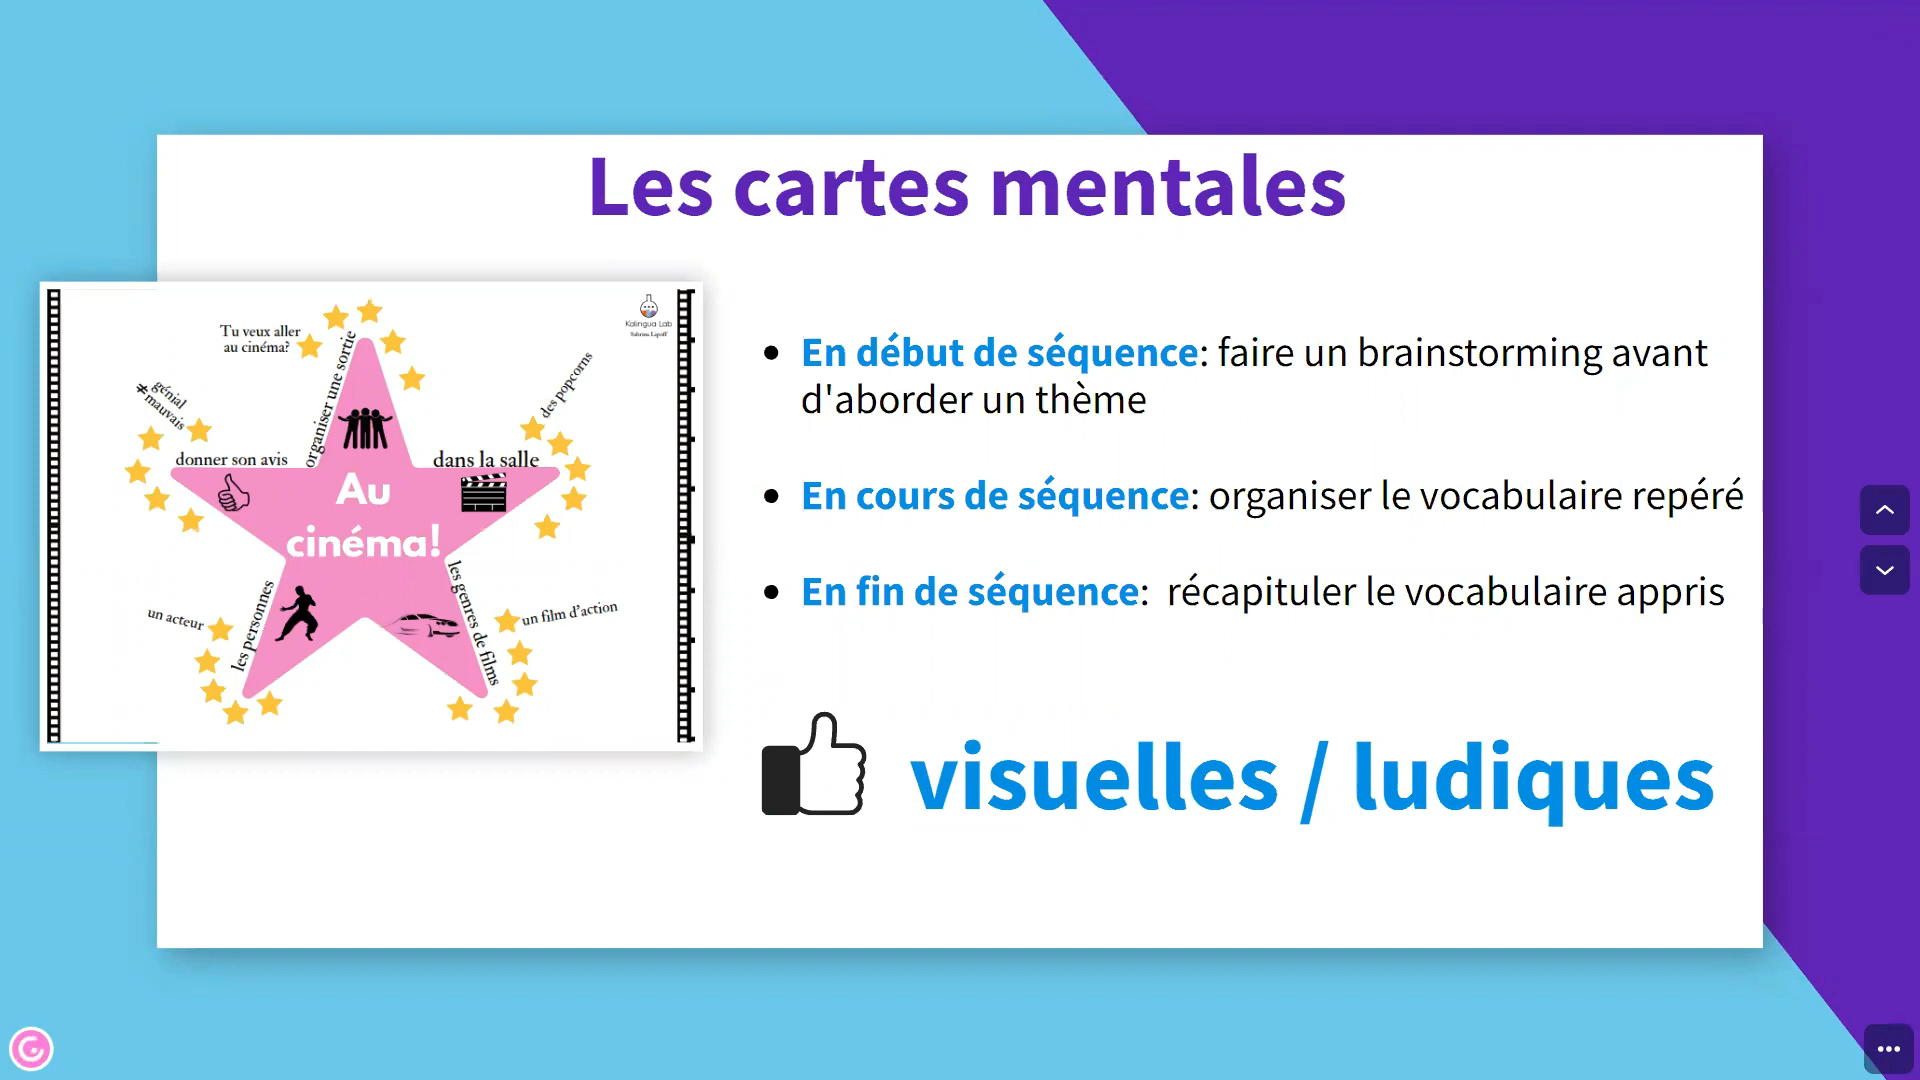 Les cartes mentales
Kalingua Lab
Sabrina Lipoff
Tu veux aller
au cinéma?
organiser une sortie
des popcorns
génial
≠ mauvais
donner son avis
dans la salle
Au
cinéma!
les personnes
un acteur
les genres de films
un film d'action
• En début de séquence: faire un brainstorming avant
d'aborder un thème
• En cours de séquence: organiser le vocabulaire repéré
• En fin de séquence: récapituler le vocabulaire appris
visuelles / ludiques